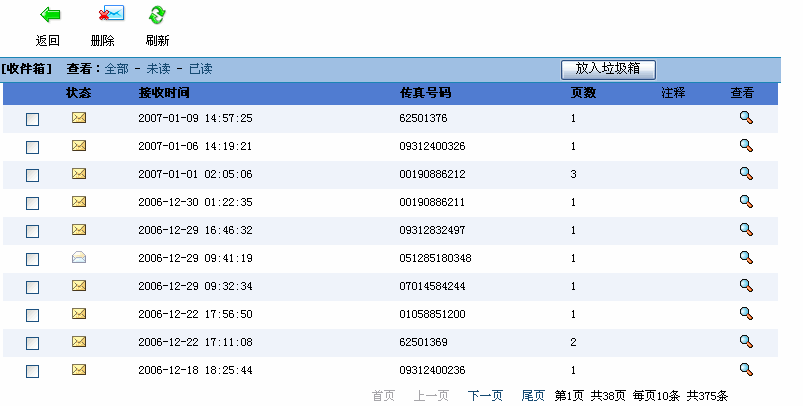 返回 删除 刷新
[收件箱] 查看：全部 - 未读 - 已读 放入垃圾箱
状态 接收时间 传真号码 页数 注释 查看
2007-01-09 14:57:25 62501376 1
2007-01-06 14:19:21 09312400326 1
2007-01-01 02:05:06 00190886212 3
2006-12-30 01:22:35 00190886211 1
2006-12-29 16:46:32 09312832497 1
2006-12-29 09:41:19 051285180348 1
2006-12-29 09:32:34 07014584244 1
2006-12-22 17:56:50 01058851200 1
2006-12-22 17:11:08 62501369 2
2006-12-18 18:25:44 09312400236 1
首页 上一页 下一页 尾页 第1页 共38页 每页10条 共375条